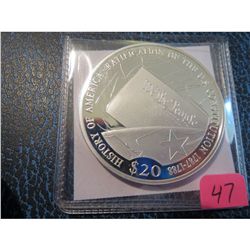 HISTORY OF AMERICA-RATIFICATION OF THE U.S. CONSTITUTION 1787-1788
We the People
$20
47